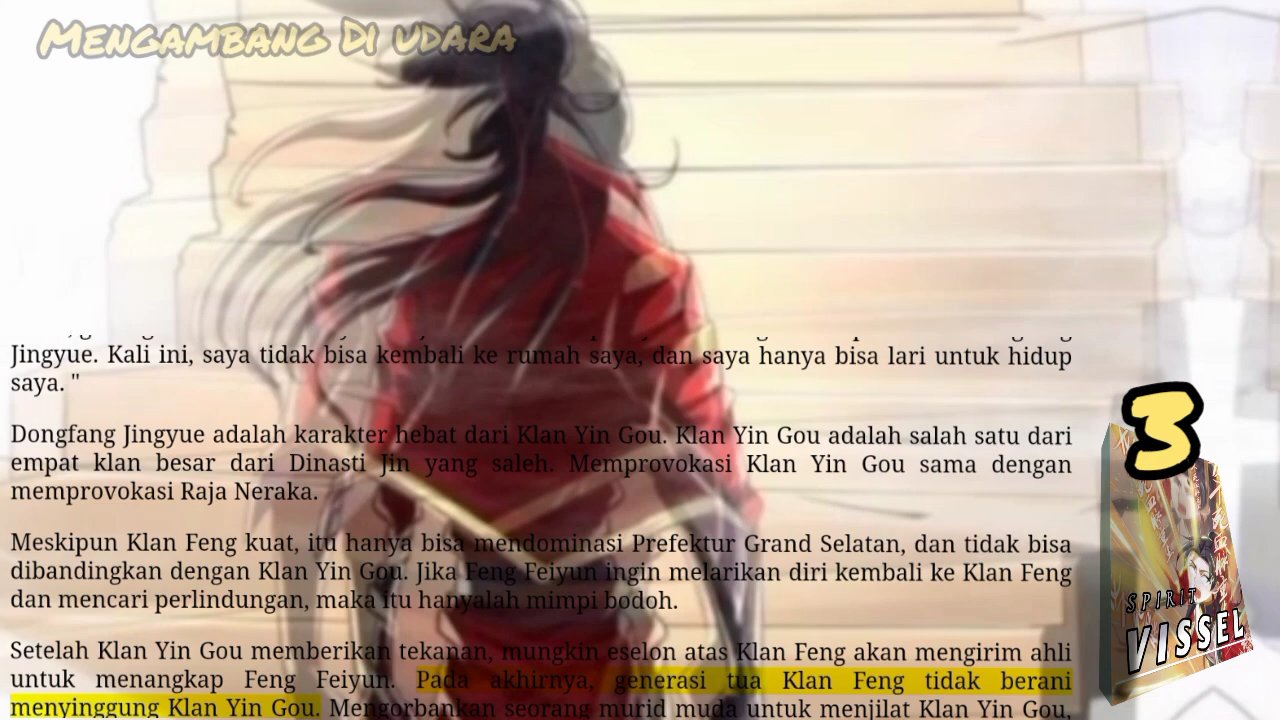 Mengambang Di udara
Jingyue. Kali ini, saya tidak bisa kembali ke rumah saya, dan saya hanya bisa lari untuk hidup
saya. "
Dongfang Jingyue adalah karakter hebat dari Klan Yin Gou. Klan Yin Gou adalah salah satu dari
empat klan besar dari Dinasti Jin yang saleh. Memprovokasi Klan Yin Gou sama dengan
memprovokasi Raja Neraka.
Meskipun Klan Feng kuat, itu hanya bisa mendominasi Prefektur Grand Selatan, dan tidak bisa
dibandingkan dengan Klan Yin Gou. Jika Feng Feiyun ingin melarikan diri kembali ke Klan Feng
dan mencari perlindungan, maka itu hanyalah mimpi bodoh.
Setelah Klan Yin Gou memberikan tekanan, mungkin eselon atas Klan Feng akan mengirim ahli
untuk menangkap Feng Feiyun. Pada akhirnya, generasi tua Klan Feng tidak berani
menyinggung Klan Yin Gou. Mengorbankan seorang murid muda untuk menjilat Klan Yin Gou,
3
SPIRIT
VISSEL